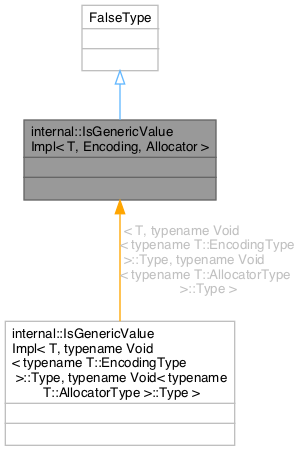 FalseType
internal::IsGenericValue
Impl< T, Encoding, Allocator >
< T, typename Void
< typename T::EncodingType
>::Type, typename Void
< typename T::AllocatorType
>::Type >
internal::IsGenericValue
Impl< T, typename Void
< typename T::EncodingType
>::Type, typename Void< typename
T::AllocatorType >::Type >